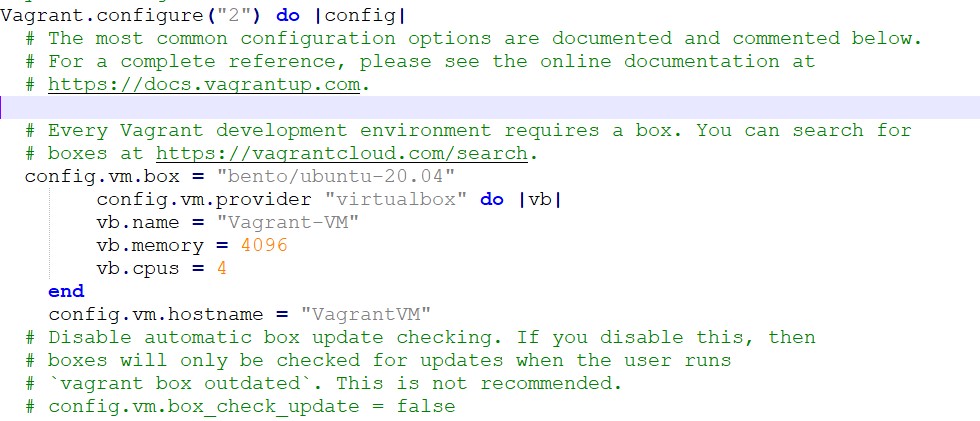 Vagrant.configure("2") do |config|
# The most common configuration options are documented and commented below.
# For a complete reference, please see the online documentation at
# https://docs.vagrantup.com.
# Every Vagrant development environment requires a box. You can search for
# boxes at https://vagrantcloud.com/search.
config.vm.box = "bento/ubuntu-20.04"
config.vm.provider "virtualbox" do |vb|
vb.name = "Vagrant-VM"
vb.memory = 4096
vb.cpus = 4
end
config.vm.hostname = "VagrantVM"
# Disable automatic box update checking. If you disable this, then
# boxes will only be checked for updates when the user runs
# `vagrant box outdated`. This is not recommended.
# config.vm.box_check_update = false